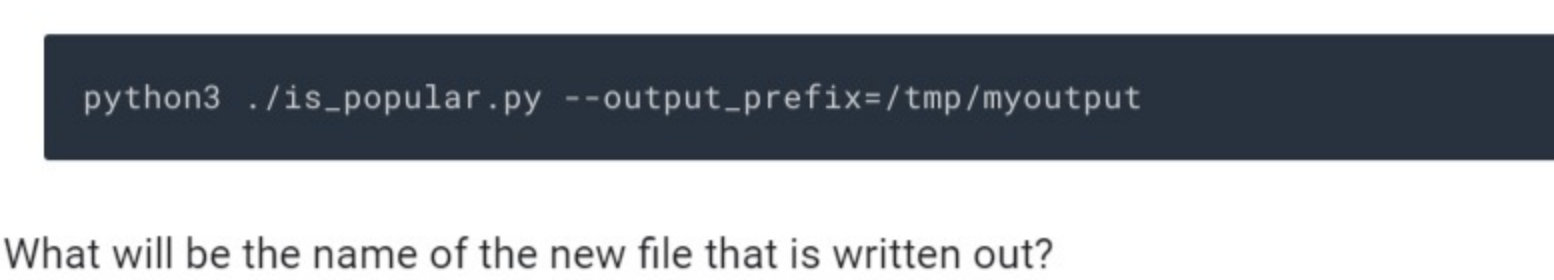 python3 ./is_popular.py --output_prefix=/tmp/myoutput
What will be the name of the new file that is written out?